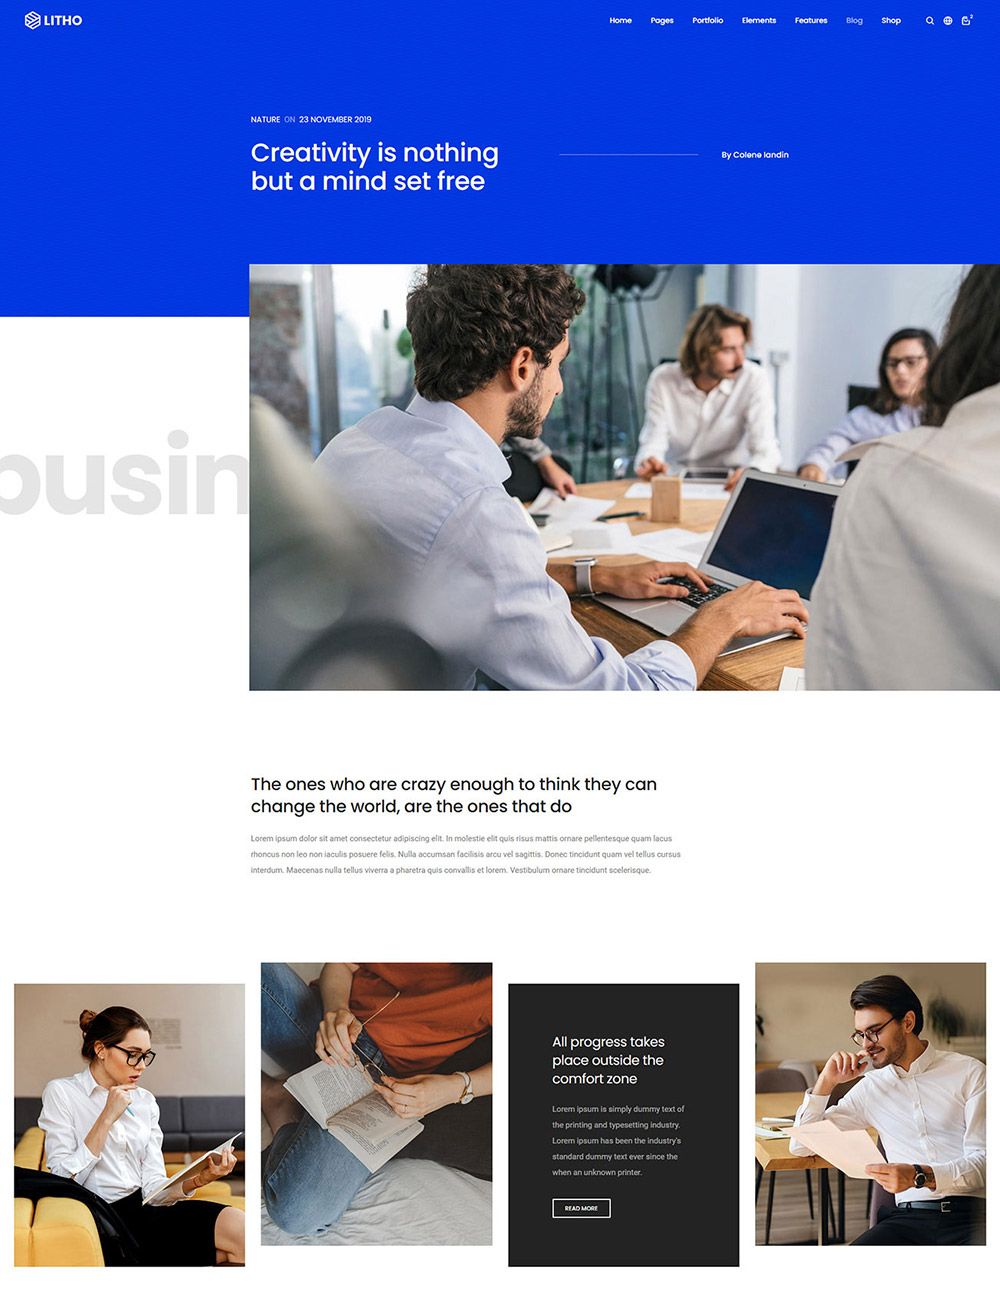 LITHO
Home Pages Portfolio Elements Features Blog Shop
2
NATURE ON 23 NOVEMBER 2019
Creativity is nothing
but a mind set free
By Colene landin
busin
The ones who are crazy enough to think they can
change the world, are the ones that do
Lorem ipsum dolor sit amet consectetur adipiscing elit. In molestie elit quis risus mattis ornare pellentesque quam lacus
rhoncus non leo non iaculis posuere felis. Nulla accumsan facilisis arcu vel sagittis. Donec tincidunt quam vel tellus cursus
interdum. Maecenas nulla tellus viverra a pharetra quis convallis et lorem. Vestibulum ornare tincidunt scelerisque.
All progress takes
place outside the
comfort zone
Lorem ipsum is simply dummy text of
the printing and typesetting industry.
Lorem ipsum has been the industry's
standard dummy text ever since the
when an unknown printer.
READ MORE